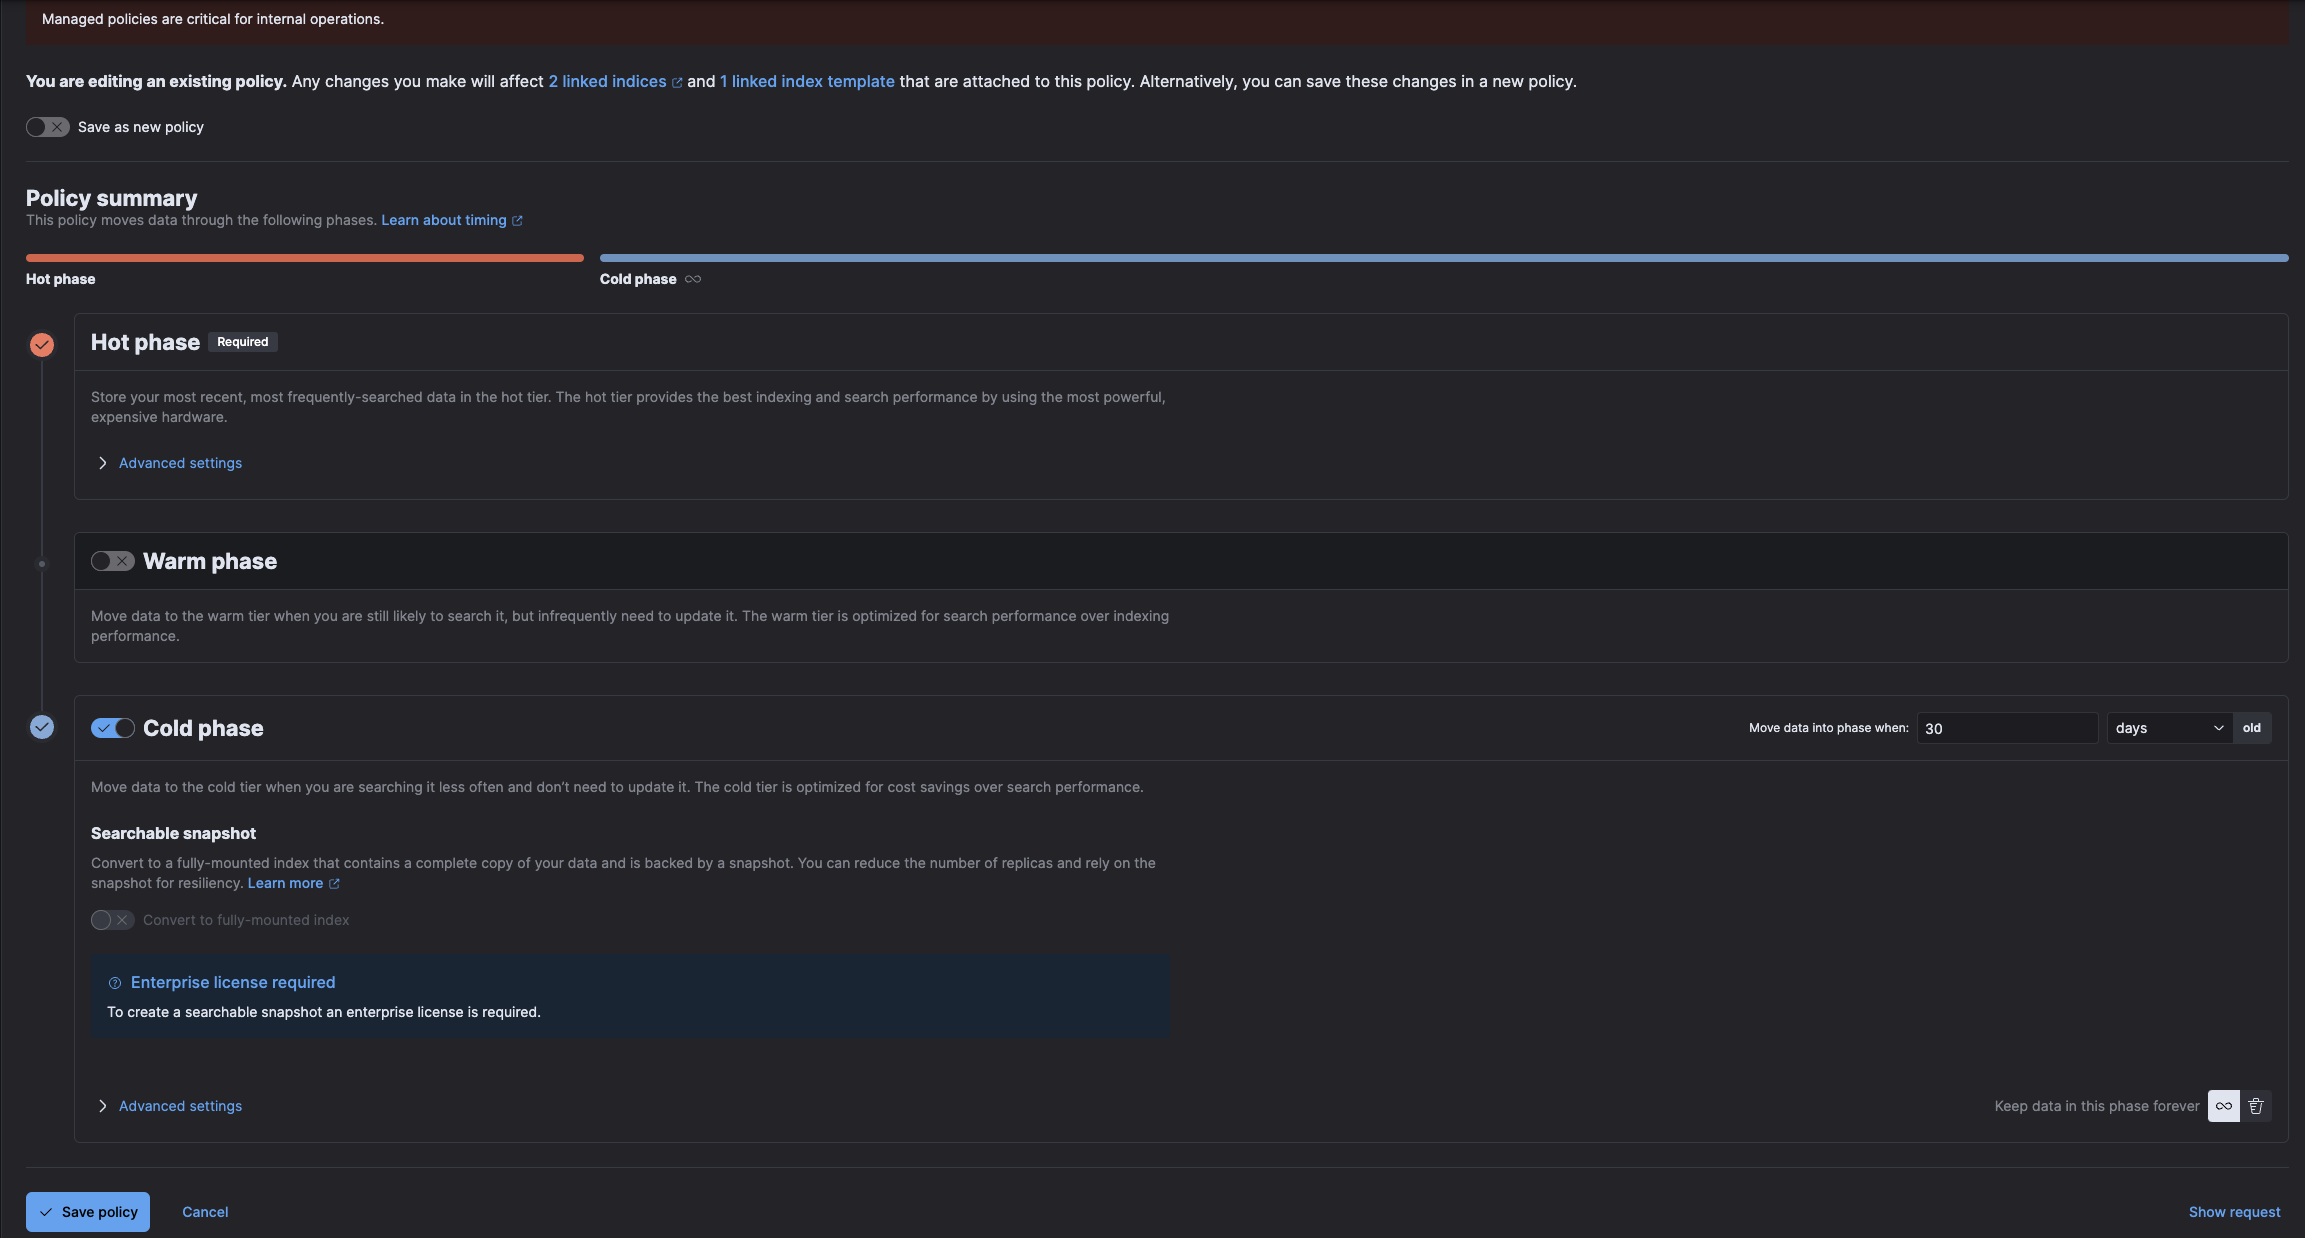 Managed policies are critical for internal operations.
You are editing an existing policy. Any changes you make will affect 2 linked indices and 1 linked index template that are attached to this policy. Alternatively, you can save these changes in a new policy.
Save as new policy
Policy summary
This policy moves data through the following phases. Learn about timing
Hot phase
Cold phase
Hot phase Required
Store your most recent, most frequently-searched data in the hot tier. The hot tier provides the best indexing and search performance by using the most powerful,
expensive hardware.
Advanced settings
Warm phase
Move data to the warm tier when you are still likely to search it, but infrequently need to update it. The warm tier is optimized for search performance over indexing
performance.
Cold phase
Move data into phase when: 30 days old
Move data to the cold tier when you are searching it less often and don’t need to update it. The cold tier is optimized for cost savings over search performance.
Searchable snapshot
Convert to a fully-mounted index that contains a complete copy of your data and is backed by a snapshot. You can reduce the number of replicas and rely on the
snapshot for resiliency. Learn more
Convert to fully-mounted index
Enterprise license required
To create a searchable snapshot an enterprise license is required.
Advanced settings
Keep data in this phase forever
Save policy
Cancel
Show request